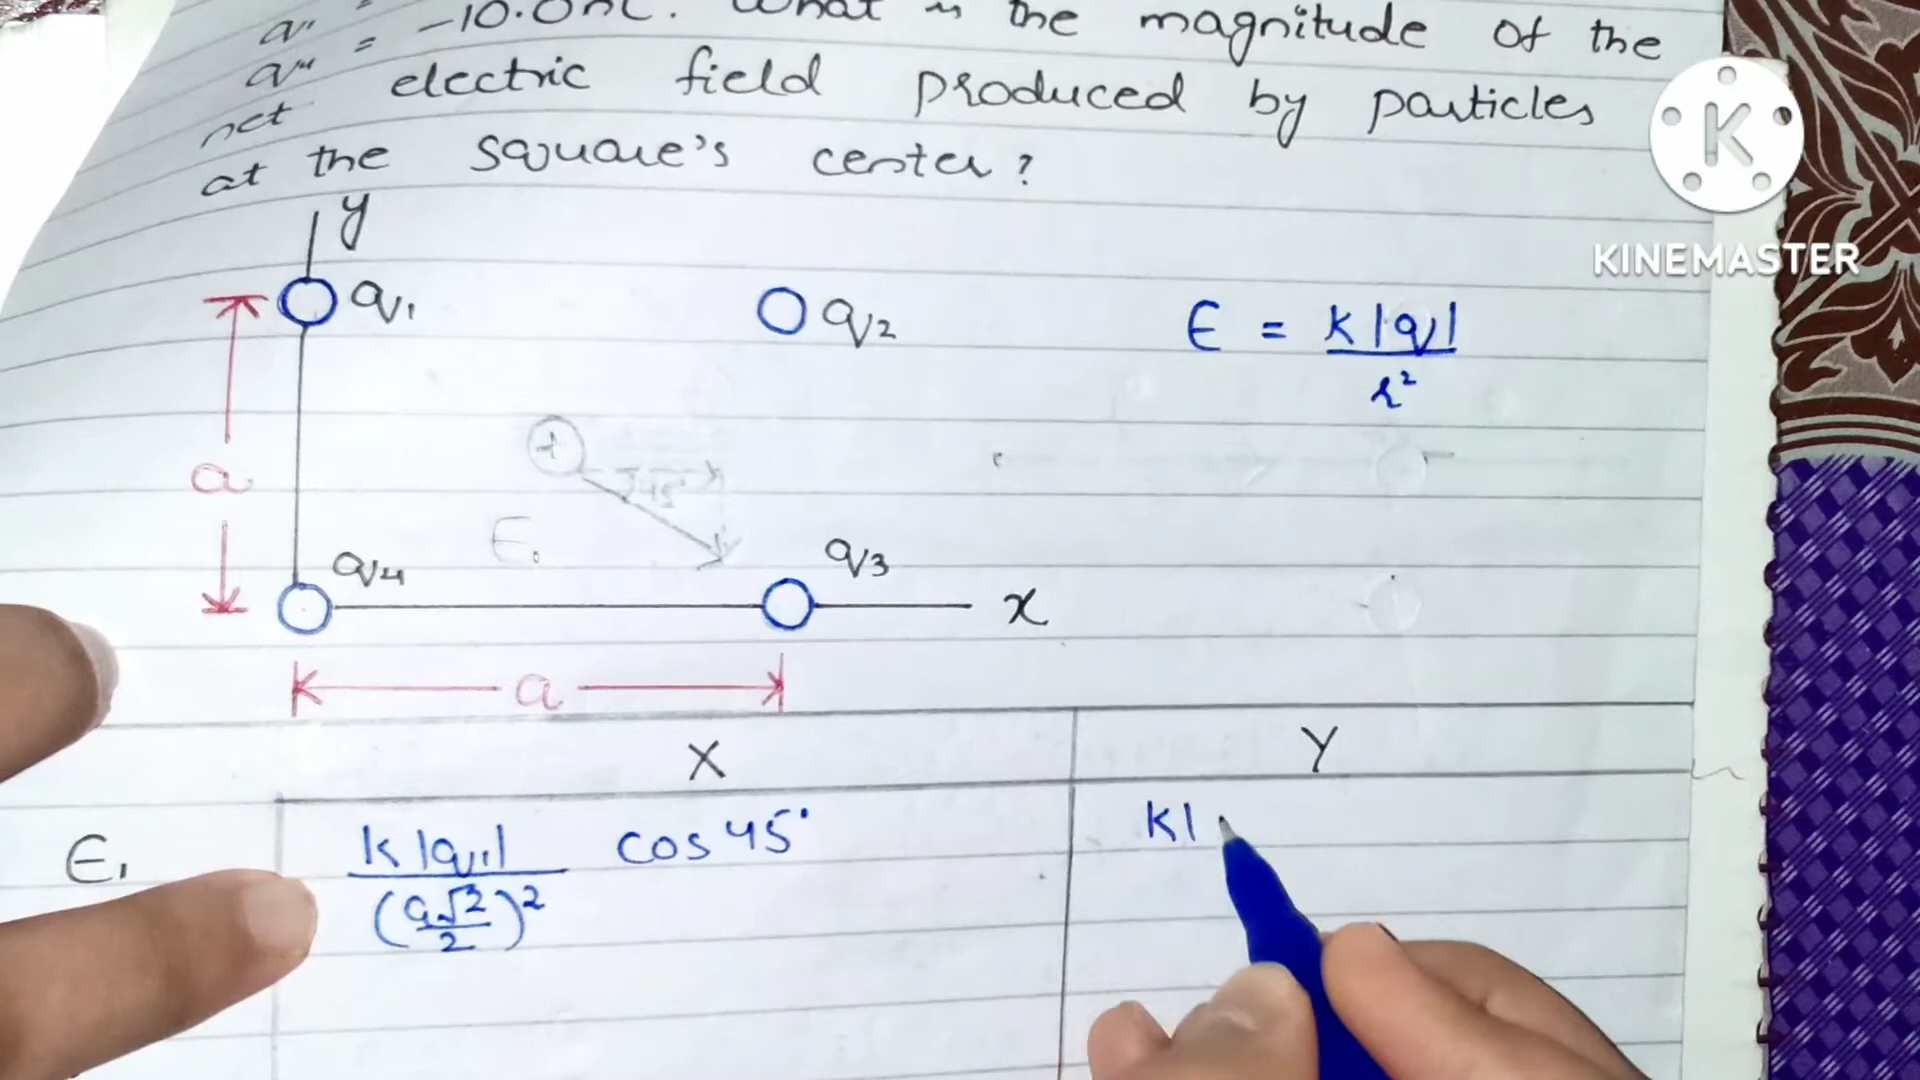 q₄ = -10.0nC. What is the magnitude of the
net electric field produced by particles
at the square's center?
K
KINEMASTER
y
q₁
q₂
E = k|q|
r²
a
+
45°
E₁
q₄
q₃
x
a
X Y
E₁ k|q₁| cos 45° k|
(a√2/2)²